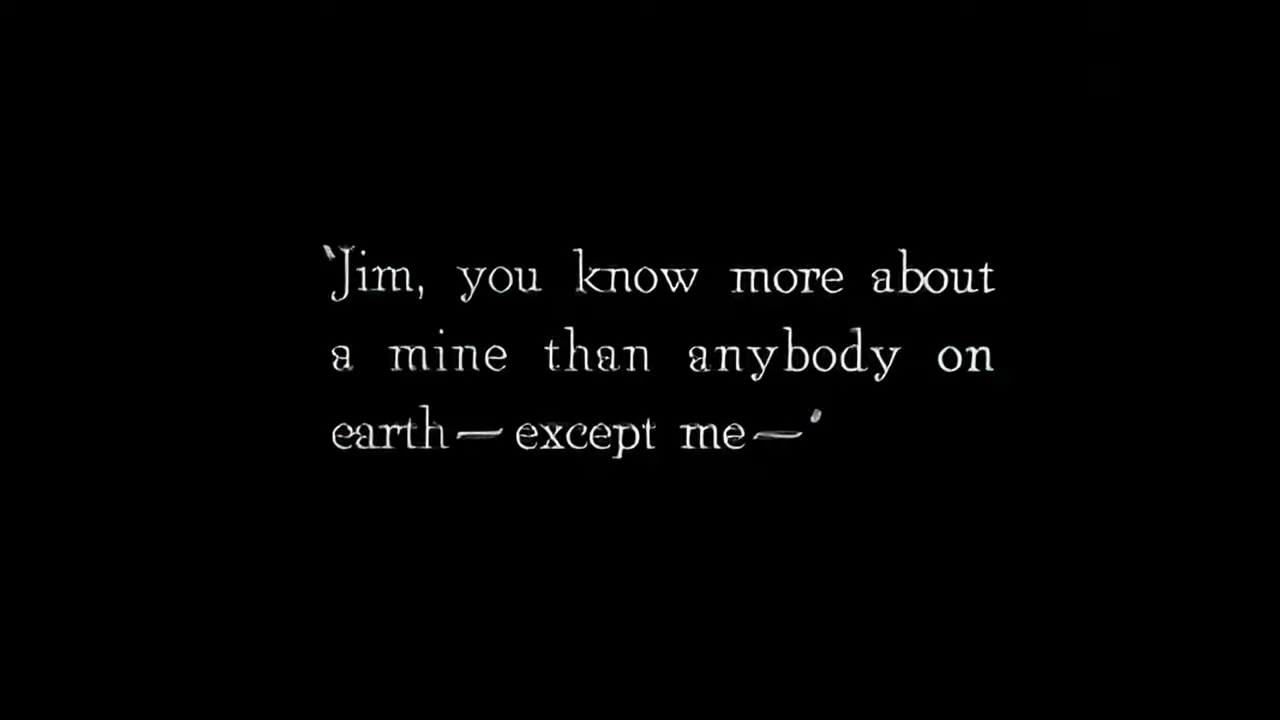 "Jim, you know more about
a mine than anybody on
earth—except me—"